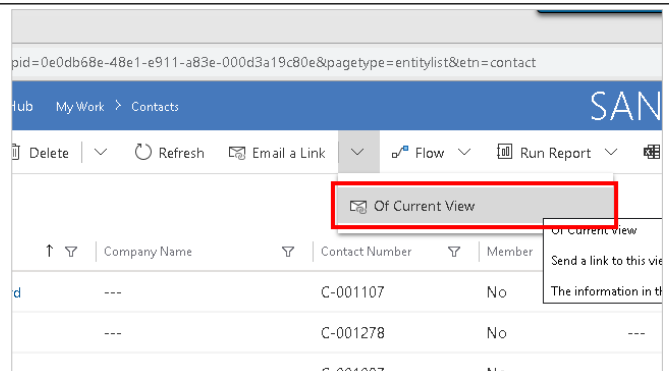 pid=0e0db68e-48e1-e911-a83e-000d3a19c80e&pagetype=entitylist&etn=contact
Hub My Work > Contacts SAN
Delete Refresh Email a Link Flow Run Report
Of Current View
Of Current View
Company Name Contact Number Member
Send a link to this vie
The information in th
rd --- C-001107 No
--- C-001278 No ---